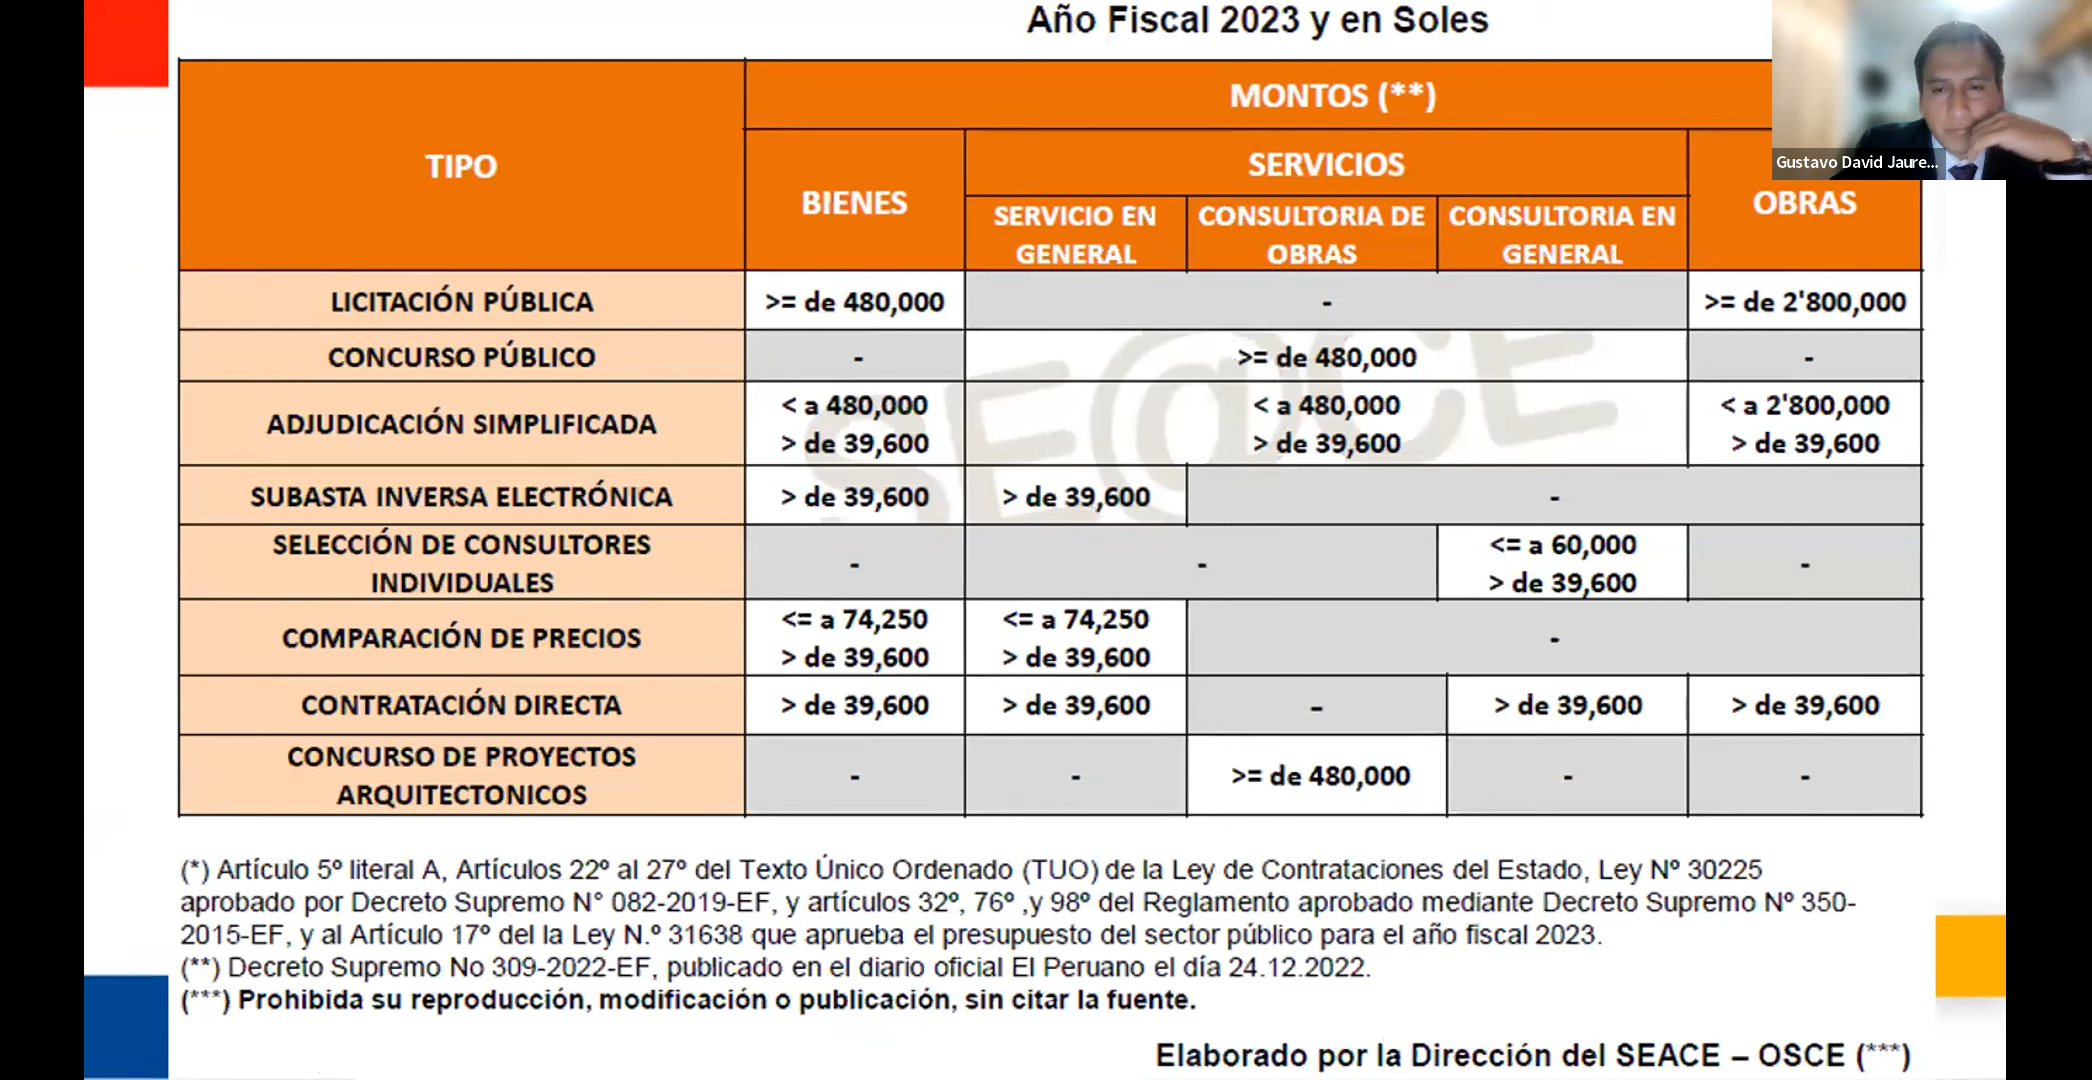 Año Fiscal 2023 y en Soles
Gustavo David Jaure...
TIPO
MONTOS (**)
BIENES
SERVICIOS
OBRAS
SERVICIO EN
GENERAL
CONSULTORIA DE
OBRAS
CONSULTORIA EN
GENERAL
LICITACIÓN PÚBLICA
>= de 480,000
-
>= de 2'800,000
CONCURSO PÚBLICO
-
>= de 480,000
-
ADJUDICACIÓN SIMPLIFICADA
< a 480,000
> de 39,600
< a 480,000
> de 39,600
< a 2'800,000
> de 39,600
SUBASTA INVERSA ELECTRÓNICA
> de 39,600
> de 39,600
-
SELECCIÓN DE CONSULTORES
INDIVIDUALES
-
-
<= a 60,000
> de 39,600
-
COMPARACIÓN DE PRECIOS
<= a 74,250
> de 39,600
<= a 74,250
> de 39,600
-
CONTRATACIÓN DIRECTA
> de 39,600
> de 39,600
–
> de 39,600
> de 39,600
CONCURSO DE PROYECTOS
ARQUITECTONICOS
-
-
>= de 480,000
-
-
SE@CE
(*) Artículo 5º literal A, Artículos 22º al 27º del Texto Único Ordenado (TUO) de la Ley de Contrataciones del Estado, Ley Nº 30225
aprobado por Decreto Supremo N° 082-2019-EF, y artículos 32º, 76º ,y 98º del Reglamento aprobado mediante Decreto Supremo Nº 350-
2015-EF, y al Artículo 17º del la Ley N.º 31638 que aprueba el presupuesto del sector público para el año fiscal 2023.
(**) Decreto Supremo No 309-2022-EF, publicado en el diario oficial El Peruano el día 24.12.2022.
(***) Prohibida su reproducción, modificación o publicación, sin citar la fuente.
Elaborado por la Dirección del SEACE – OSCE (***)